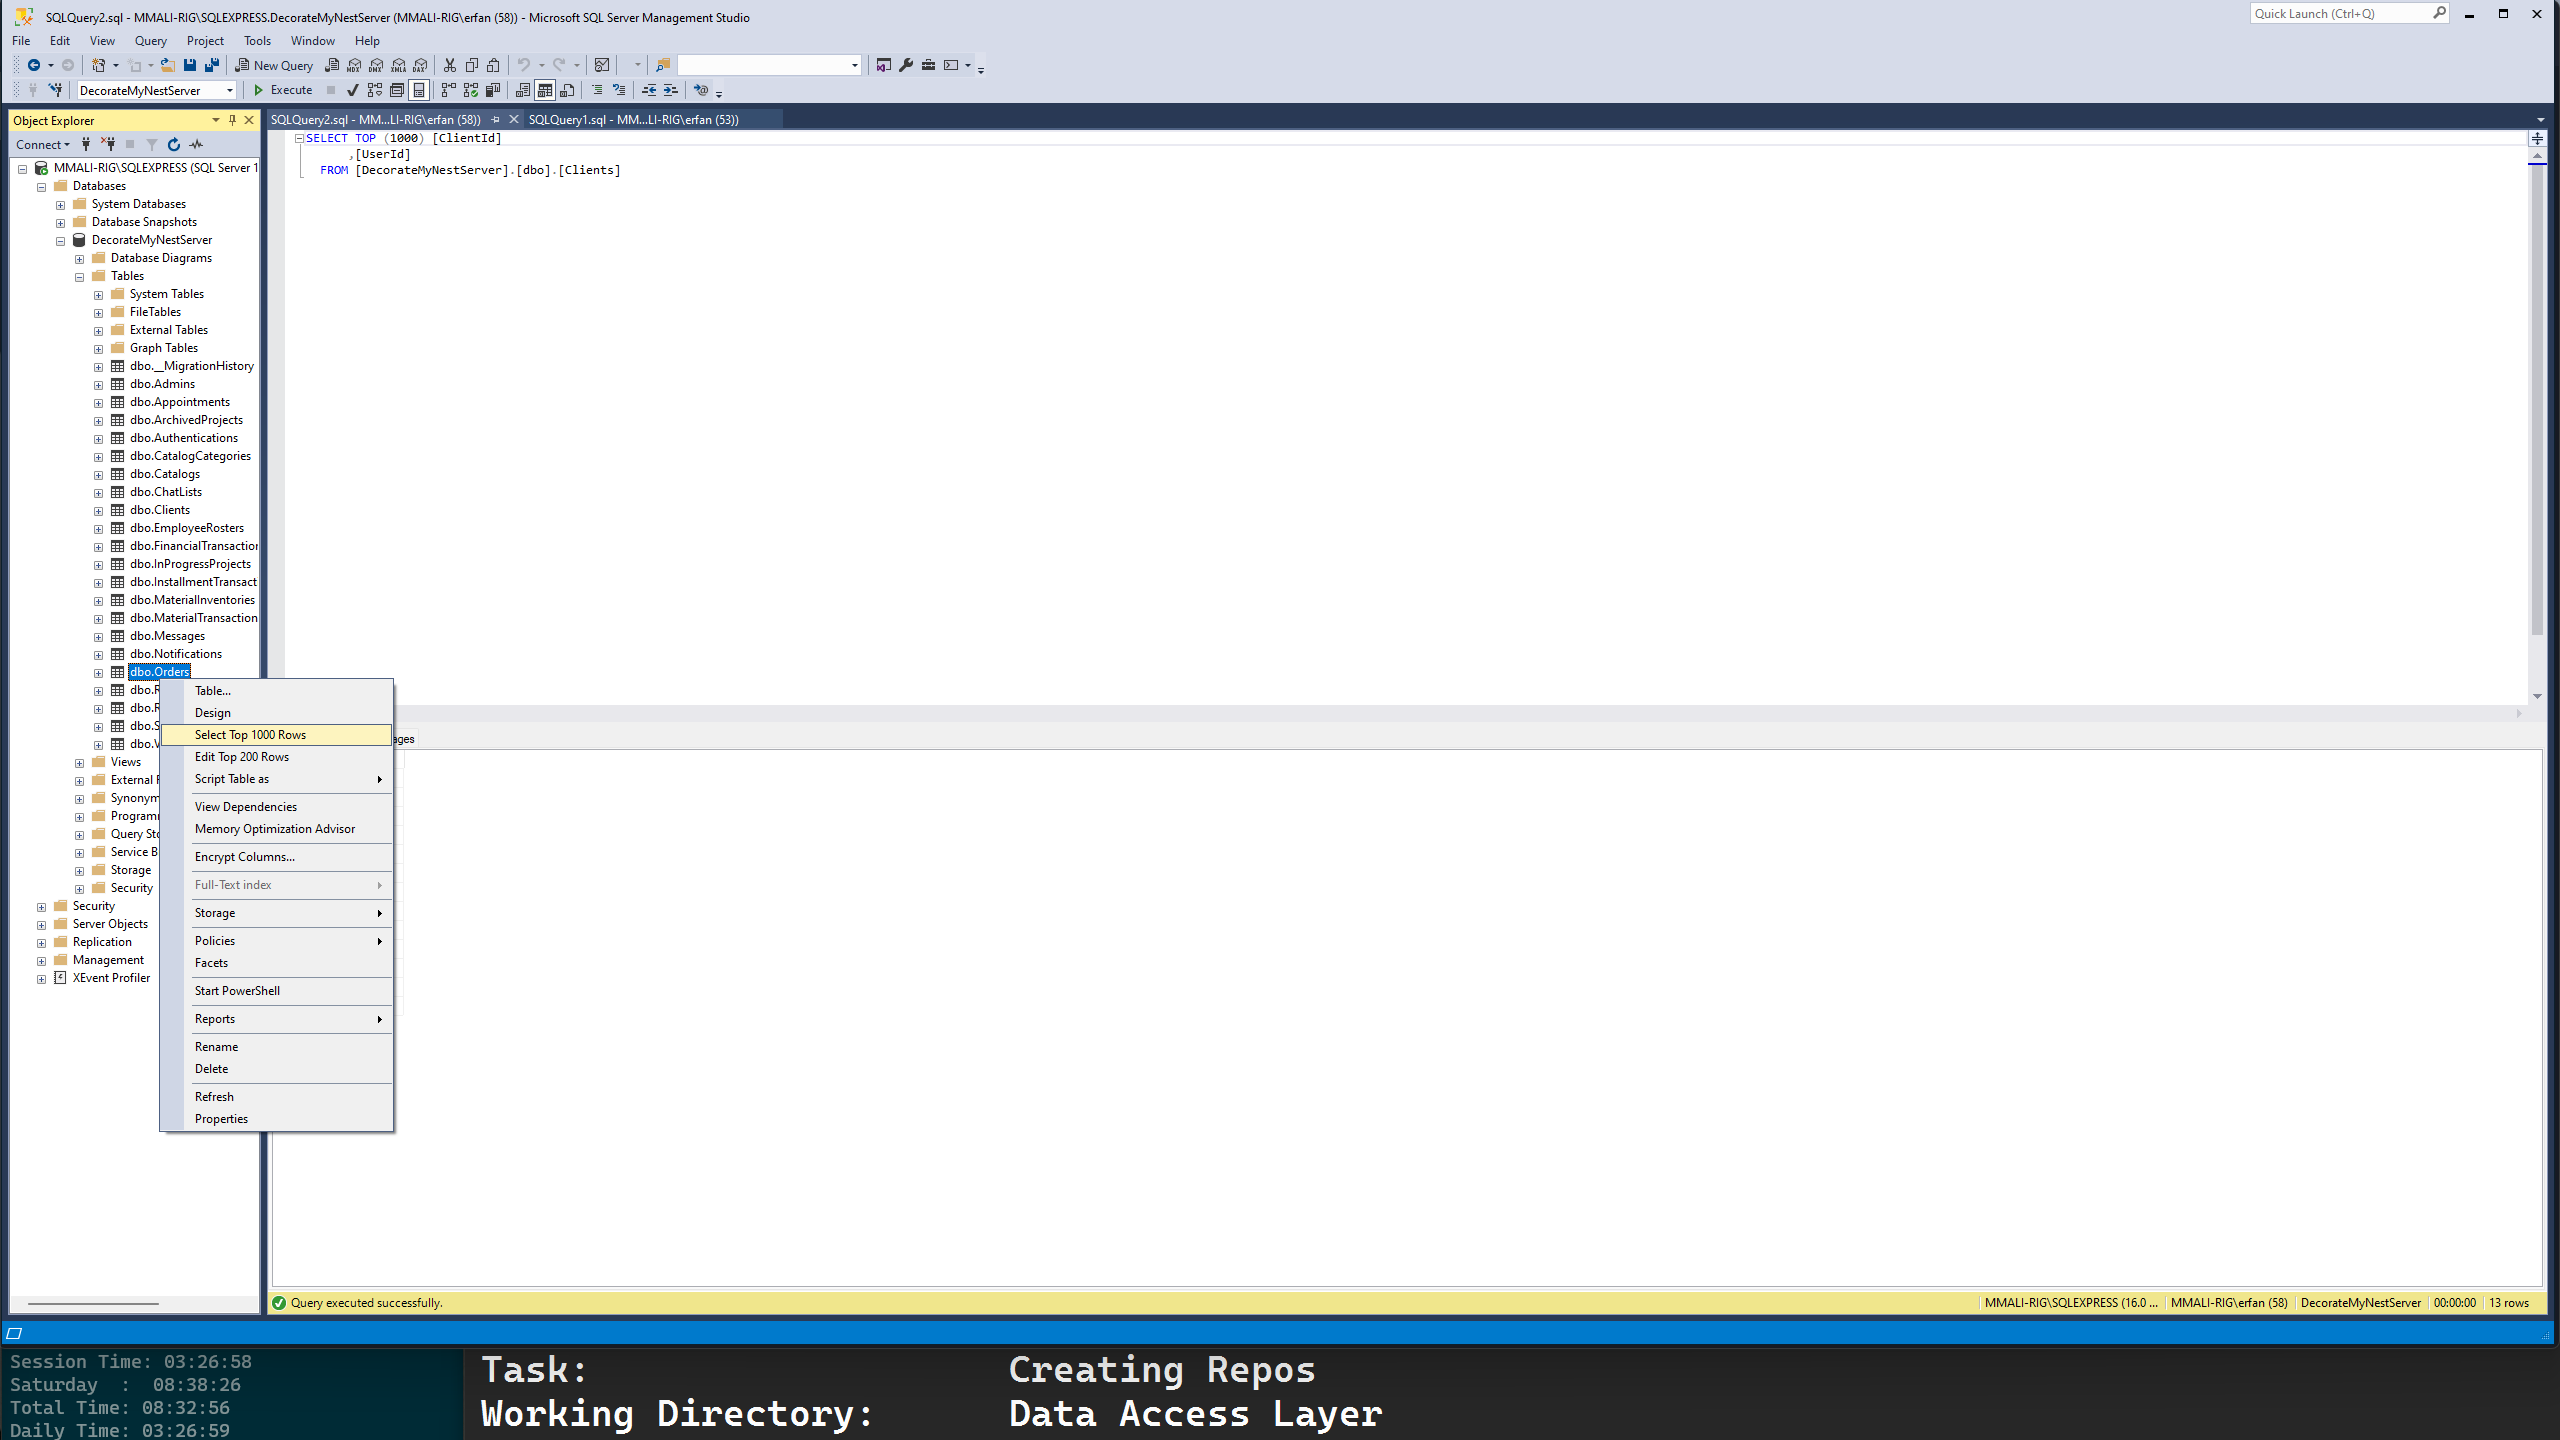 SQLQuery2.sql - MMALI-RIG\SQLEXPRESS.DecorateMyNestServer (MMALI-RIG\erfan (58)) - Microsoft SQL Server Management Studio
Quick Launch (Ctrl+Q)
File Edit View Query Project Tools Window Help
New Query MDX DMX XMLA DAX
DecorateMyNestServer Execute
Object Explorer
Connect
MMALI-RIG\SQLEXPRESS (SQL Server 1
Databases
System Databases
Database Snapshots
DecorateMyNestServer
Database Diagrams
Tables
System Tables
FileTables
External Tables
Graph Tables
dbo.__MigrationHistory
dbo.Admins
dbo.Appointments
dbo.ArchivedProjects
dbo.Authentications
dbo.CatalogCategories
dbo.Catalogs
dbo.ChatLists
dbo.Clients
dbo.EmployeeRosters
dbo.FinancialTransaction
dbo.InProgressProjects
dbo.InstallmentTransact
dbo.MaterialInventories
dbo.MaterialTransaction
dbo.Messages
dbo.Notifications
dbo.Orders
dbo.R
dbo.R
dbo.S
dbo.V
Views
External R
Synonym
Programm
Query Sto
Service B
Storage
Security
Security
Server Objects
Replication
Management
XEvent Profiler
Table...
Design
Select Top 1000 Rows
Edit Top 200 Rows
Script Table as
View Dependencies
Memory Optimization Advisor
Encrypt Columns...
Full-Text index
Storage
Policies
Facets
Start PowerShell
Reports
Rename
Delete
Refresh
Properties
SQLQuery2.sql - MM...LI-RIG\erfan (58)) SQLQuery1.sql - MM...LI-RIG\erfan (53))
SELECT TOP (1000) [ClientId]
,[UserId]
FROM [DecorateMyNestServer].[dbo].[Clients]
ages
Query executed successfully. MMALI-RIG\SQLEXPRESS (16.0 ... MMALI-RIG\erfan (58) DecorateMyNestServer 00:00:00 13 rows
Session Time: 03:26:58
Saturday : 08:38:26
Total Time: 08:32:56
Daily Time: 03:26:59
Task: Creating Repos
Working Directory: Data Access Layer